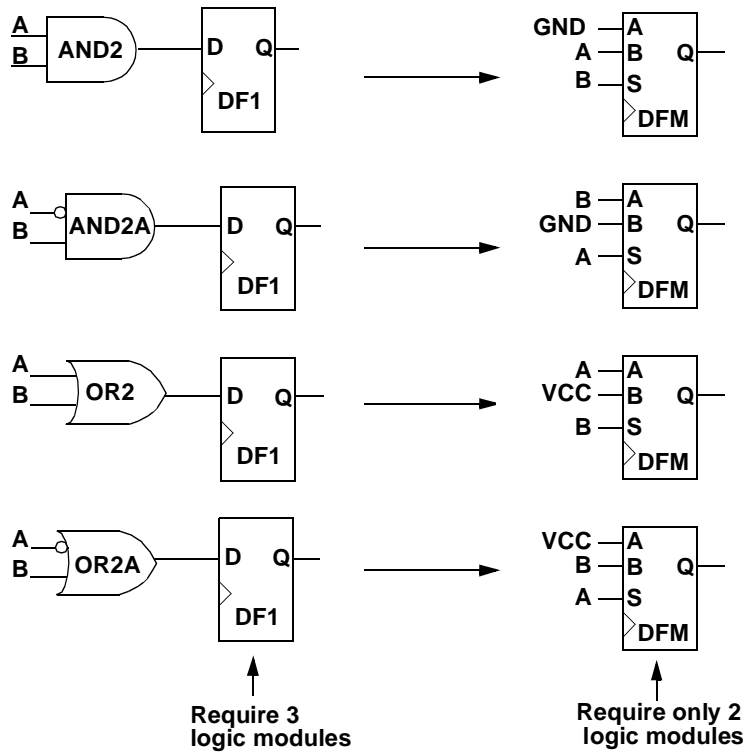 A
B
AND2
D
Q
DF1
GND
A
B
A
B
S
Q
DFM
A
B
AND2A
D
Q
DF1
B
GND
A
A
B
S
Q
DFM
A
B
OR2
D
Q
DF1
A
VCC
B
A
B
S
Q
DFM
A
B
OR2A
D
Q
DF1
VCC
B
A
A
B
S
Q
DFM
Require 3
logic modules
Require only 2
logic modules